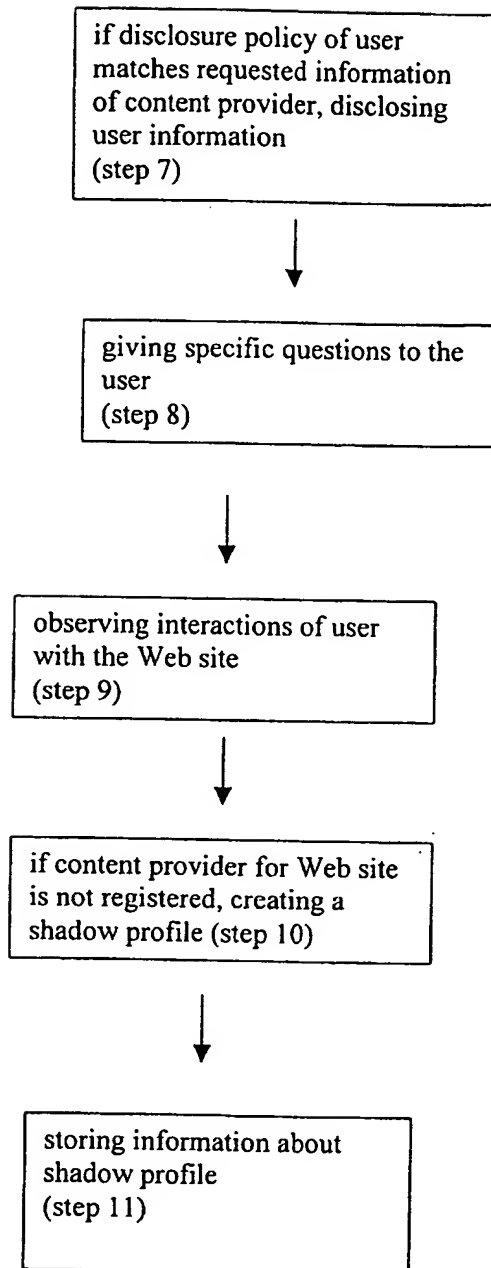 if disclosure policy of user
matches requested information
of content provider, disclosing
user information
(step 7)
giving specific questions to the
user
(step 8)
observing interactions of user
with the Web site
(step 9)
if content provider for Web site
is not registered, creating a
shadow profile (step 10)
storing information about
shadow profile
(step 11)